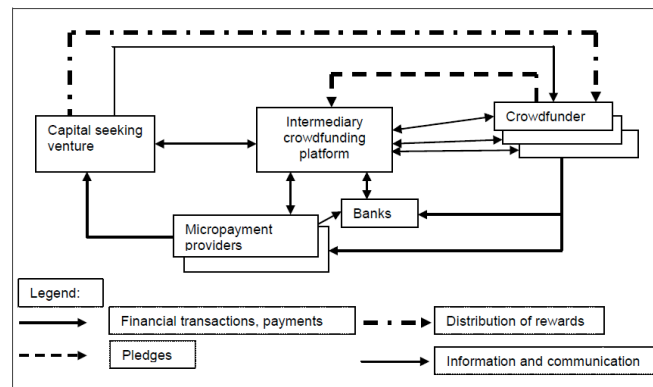 Capital seeking
venture
Intermediary
crowdfunding
platform
Crowdfunder
Banks
Micropayment
providers
Legend:
Financial transactions, payments
Distribution of rewards
Pledges
Information and communication